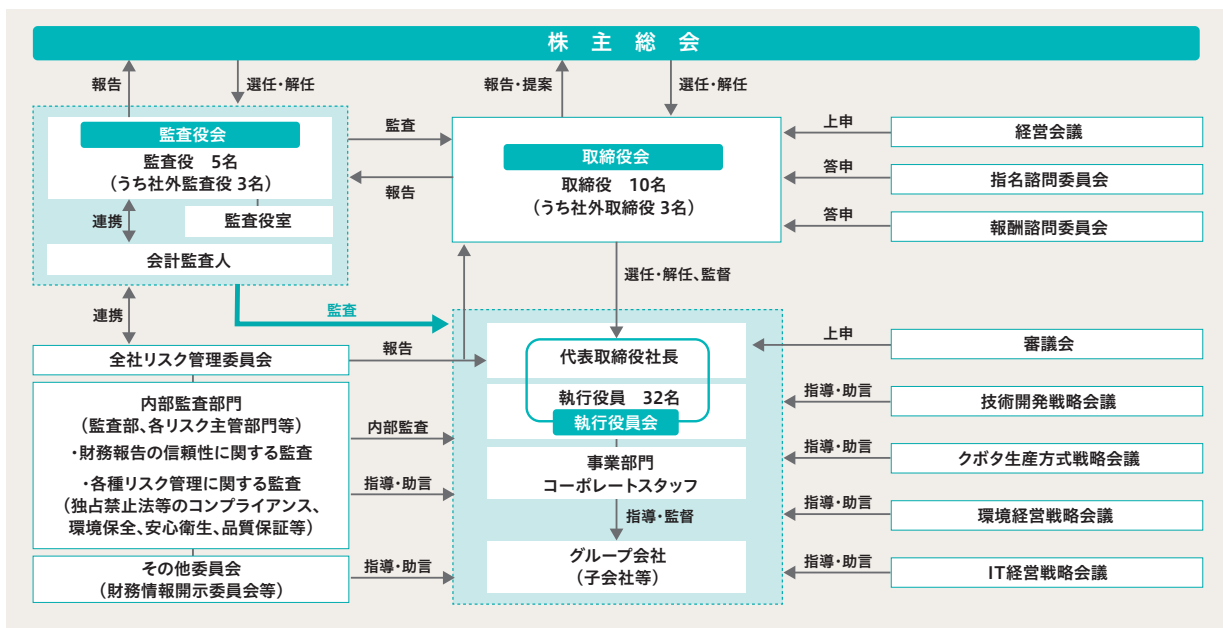 株主総会
報告
選任・解任
報告・提案
選任・解任
監査役会
監査役 5名
（うち社外監査役 3名）
連携
監査役室
会計監査人
監査
報告
取締役会
取締役 10名
（うち社外取締役 3名）
上申
経営会議
答申
指名諮問委員会
答申
報酬諮問委員会
選任・解任、監督
連携
監査
全社リスク管理委員会
報告
代表取締役社長
執行役員 32名
執行役員会
上申
審議会
内部監査部門
（監査部、各リスク主管部門等）
・財務報告の信頼性に関する監査
・各種リスク管理に関する監査
（独占禁止法等のコンプライアンス、
環境保全、安心衛生、品質保証等）
内部監査
指導・助言
事業部門
コーポレートスタッフ
指導・監督
グループ会社
（子会社等）
指導・助言
技術開発戦略会議
指導・助言
クボタ生産方式戦略会議
指導・助言
環境経営戦略会議
指導・助言
IT経営戦略会議
その他委員会
（財務情報開示委員会等）
指導・助言